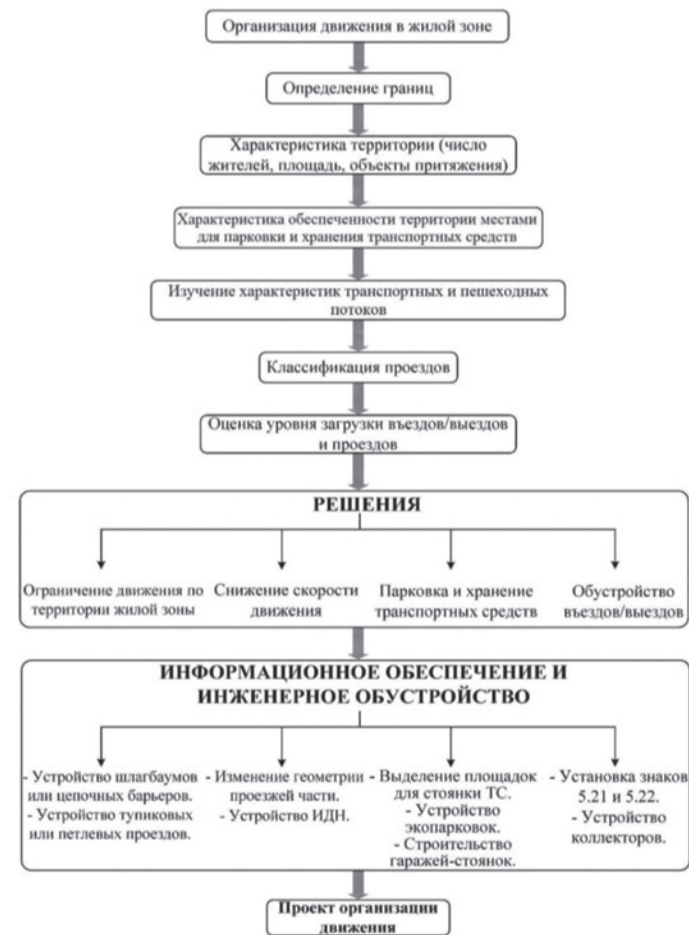 Организация движения в жилой зоне
Определение границ
Характеристика территории (число
жителей, площадь, объекты притяжения)
Характеристика обеспеченности территории местами
для парковки и хранения транспортных средств
Изучение характеристик транспортных и пешеходных
потоков
Классификация проездов
Оценка уровня загрузки въездов/выездов
и проездов
РЕШЕНИЯ
Ограничение движения по
территории жилой зоны
Снижение скорости
движения
Парковка и хранение
транспортных средств
Обустройство
въездов/выездов
ИНФОРМАЦИОННОЕ ОБЕСПЕЧЕНИЕ И
ИНЖЕНЕРНОЕ ОБУСТРОЙСТВО
- Устройство шлагбаумов
или цепочных барьеров.
- Устройство тупиковых
или петлевых проездов.
- Изменение геометрии
проезжей части.
- Устройство ИДН.
- Выделение площадок
для стоянки ТС.
- Устройство
экопарковок.
- Строительство
гаражей-стоянок.
- Установка знаков
5.21 и 5.22.
- Устройство
коллекторов.
Проект организации
движения